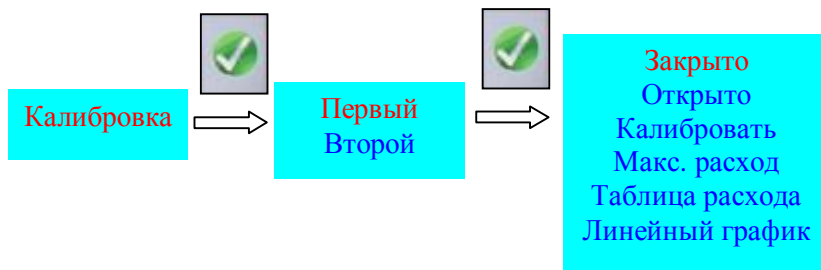 Калибровка
Первый
Второй
Закрыто
Открыто
Калибровать
Макс. расход
Таблица расхода
Линейный график